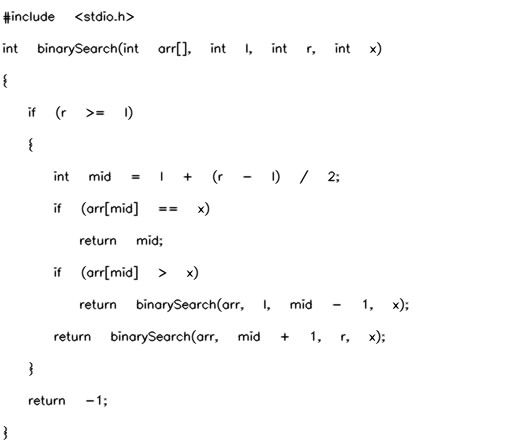 #include <stdio.h>
int binarySearch(int arr[], int l, int r, int x)
{
if (r >= l)
{
int mid = l + (r - l) / 2;
if (arr[mid] == x)
return mid;
if (arr[mid] > x)
return binarySearch(arr, l, mid - 1, x);
return binarySearch(arr, mid + 1, r, x);
}
return -1;
}